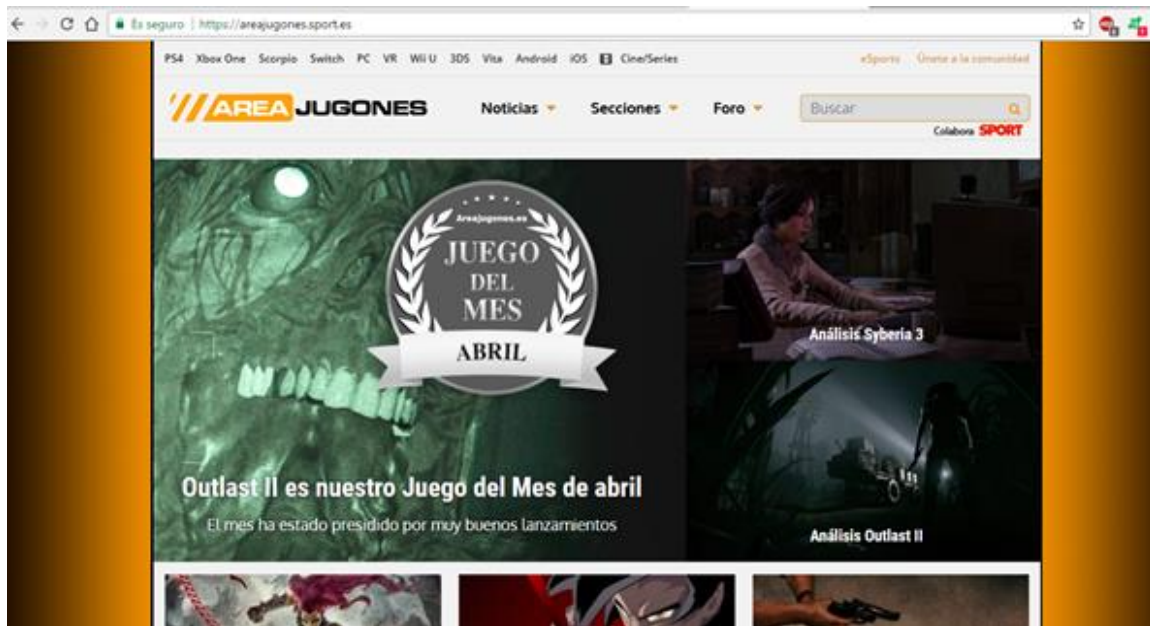 Es seguro | https://areajugones.sport.es
PS4 Xbox One Scorpio Switch PC VR Wii U 3DS Vita Android iOS Cine/Series eSports Únete a la comunidad
AREA JUGONES Noticias Secciones Foro Buscar
Colabora SPORT
Areajugones.es
JUEGO
DEL
MES
ABRIL
Análisis Syberia 3
Outlast II es nuestro Juego del Mes de abril
El mes ha estado presidido por muy buenos lanzamientos
Análisis Outlast II